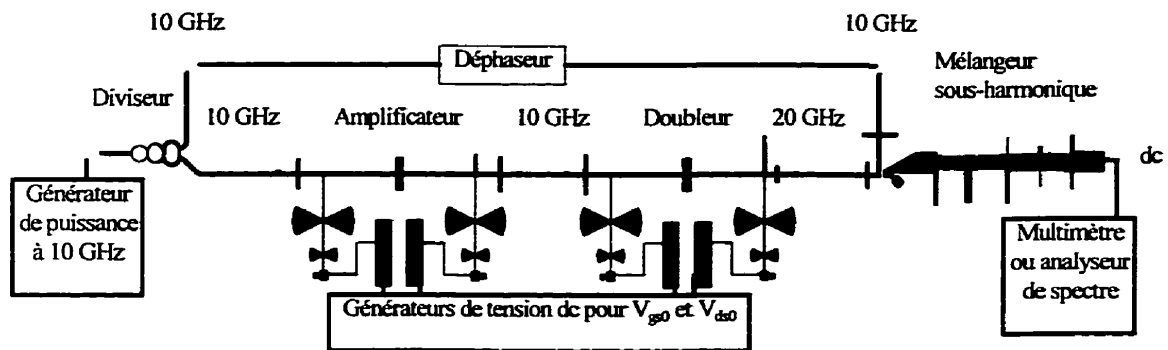 10 GHz
10 GHz
Déphaseur
Mélangeur
sous-harmonique
Diviseur
10 GHz
Amplificateur
10 GHz
Doubleur
20 GHz
dc
Générateur
de puissance
à 10 GHz
Multimètre
ou analyseur
de spectre
Générateurs de tension dc pour Vgs0 et Vds0